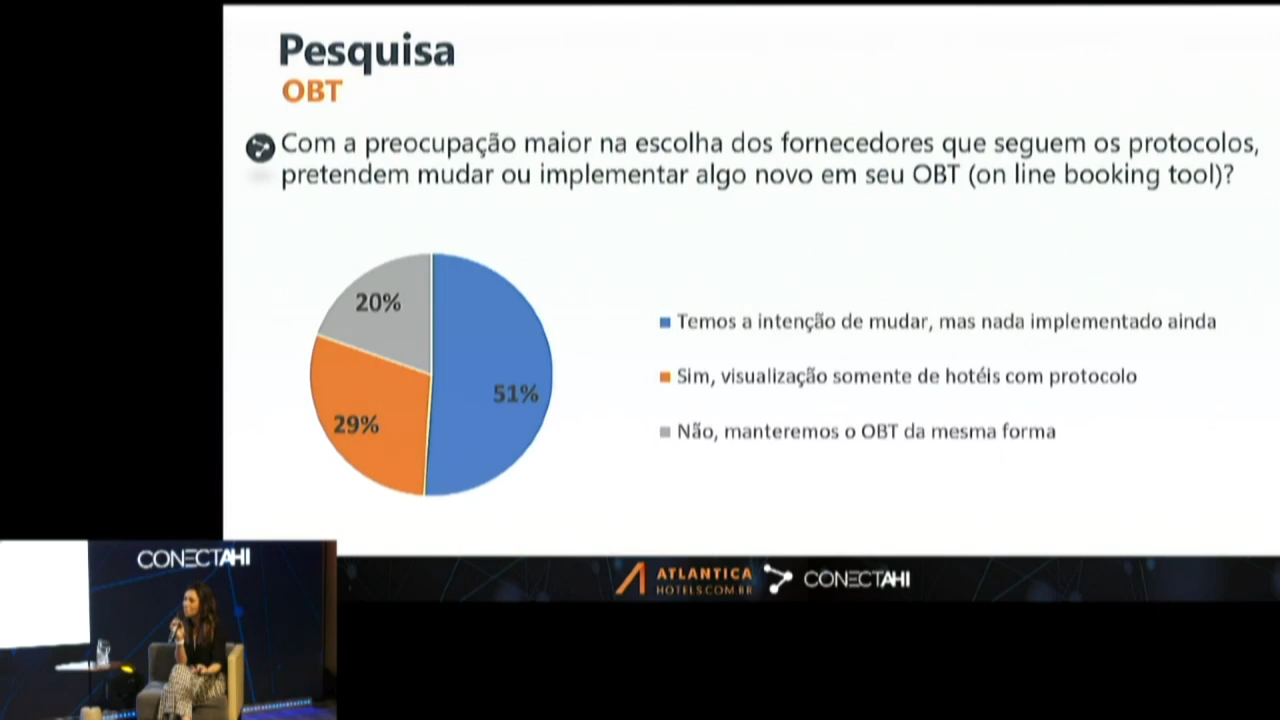 Pesquisa
OBT
Com a preocupação maior na escolha dos fornecedores que seguem os protocolos,
pretendem mudar ou implementar algo novo em seu OBT (on line booking tool)?
20%
51%
29%
Temos a intenção de mudar, mas nada implementado ainda
Sim, visualização somente de hotéis com protocolo
Não, manteremos o OBT da mesma forma
CONECTAHI
ATLANTICA
HOTELS.COM.BR
CONECTAHI